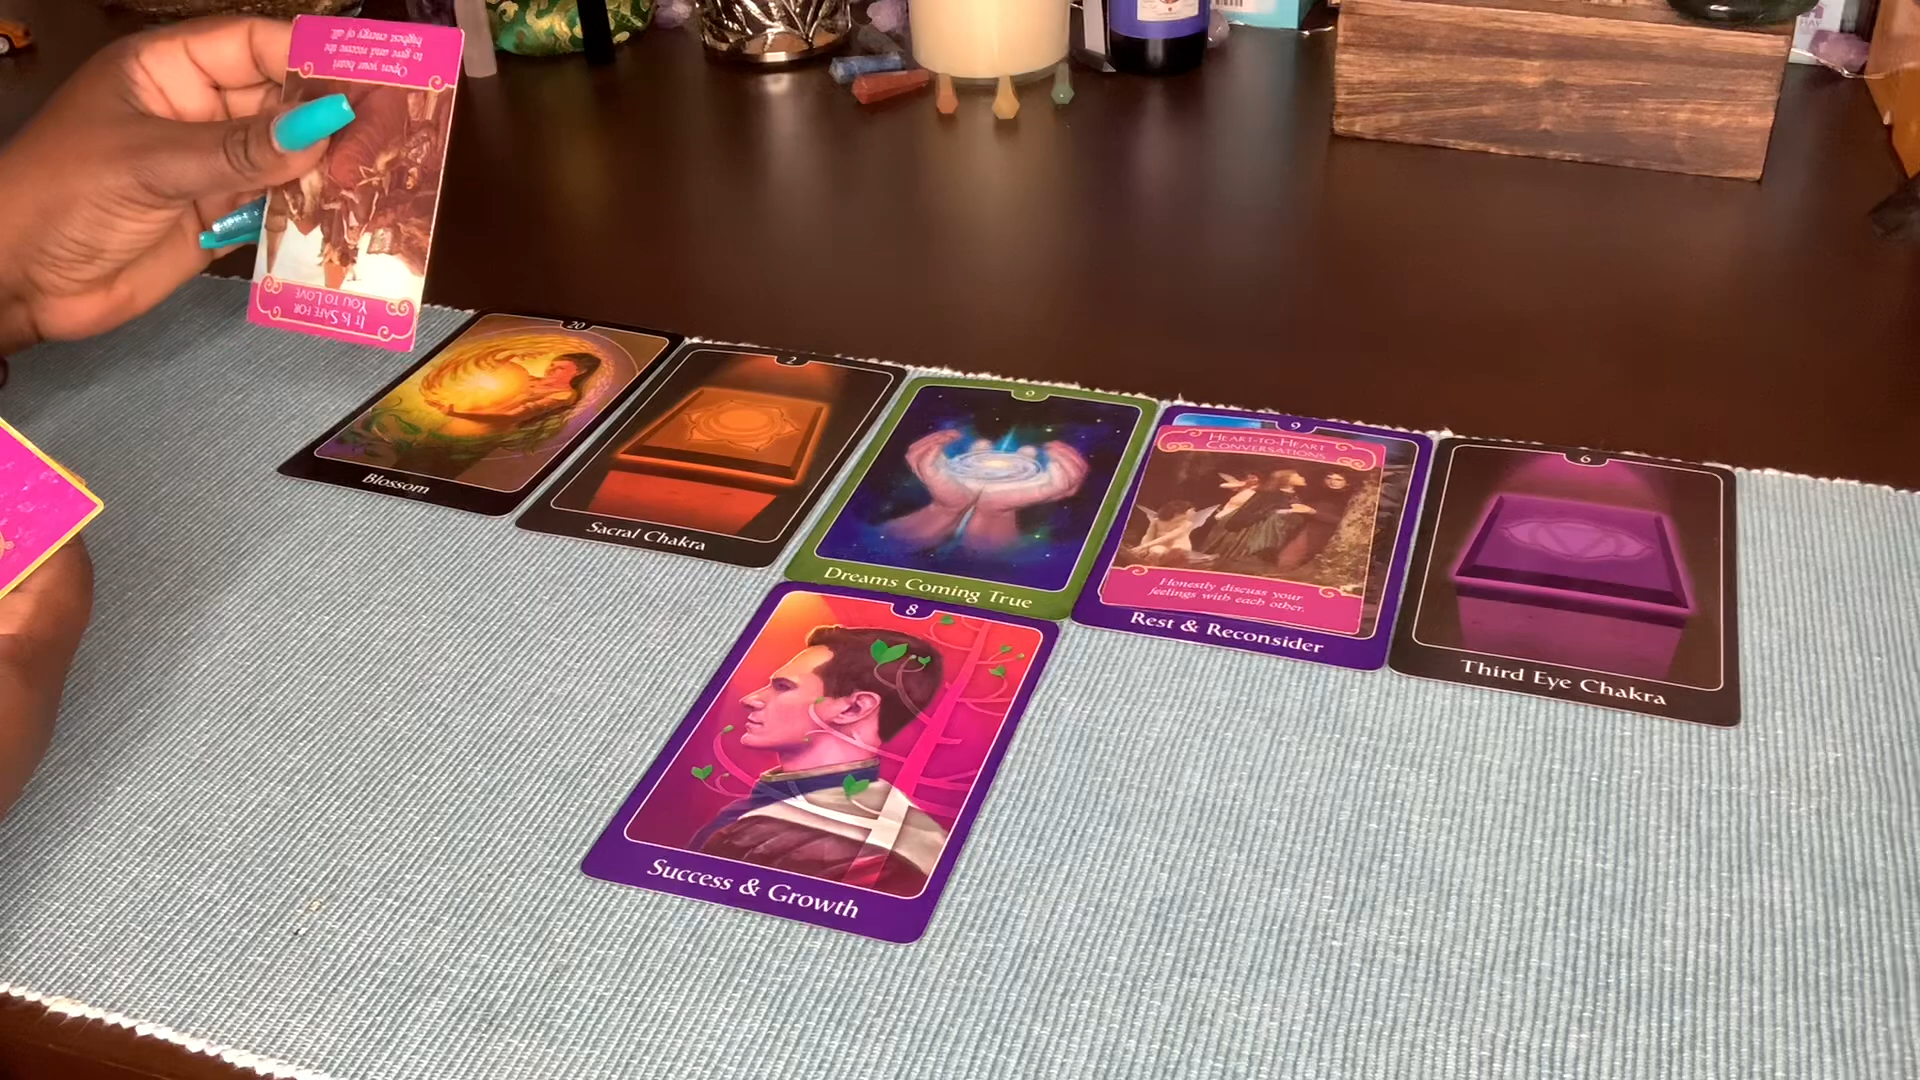 Open your heart
to give and receive the
highest energy of all.
IT IS SAFE FOR
YOU TO LOVE
20
Blossom
2
Sacral Chakra
9
Dreams Coming True
9
HEART-TO-HEART
CONVERSATIONS
Honestly discuss your
feelings with each other.
Rest & Reconsider
6
Third Eye Chakra
8
Success & Growth